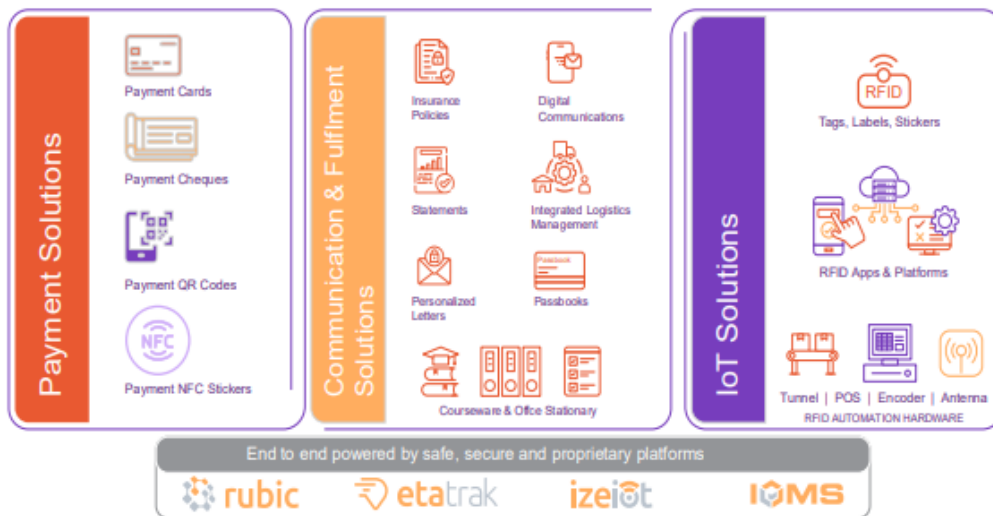 Payment Solutions
Payment Cards
Payment Cheques
Payment QR Codes
NFC
Payment NFC Stickers
Communication & Fulflment
Solutions
Insurance
Policies
Digital
Communications
Statements
Integrated Logistics
Management
Personalized
Letters
Passbook
Passbooks
Courseware & Offce Stationary
IoT Solutions
RFID
Tags, Labels, Stickers
RFID Apps & Platforms
Tunnel | POS | Encoder | Antenna
RFID AUTOMATION HARDWARE
End to end powered by safe, secure and proprietary platforms
rubic
etatrak
izeiot
IOMS